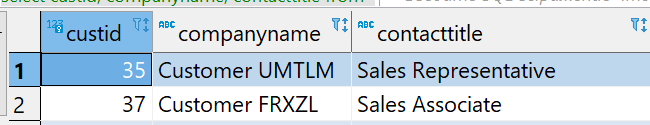 select custid, companyname, contacttitle from
custid companyname contacttitle
1 35 Customer UMTLM Sales Representative
2 37 Customer FRXZL Sales Associate